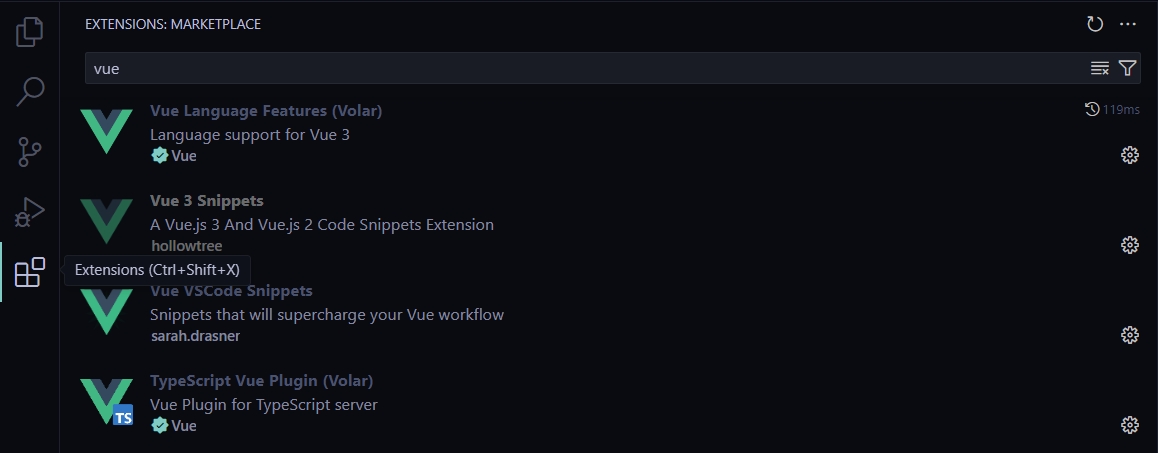 EXTENSIONS: MARKETPLACE
vue
Vue Language Features (Volar)
119ms
Language support for Vue 3
Vue
Vue 3 Snippets
A Vue.js 3 And Vue.js 2 Code Snippets Extension
hollowtree
Extensions (Ctrl+Shift+X)
Vue VSCode Snippets
Snippets that will supercharge your Vue workflow
sarah.drasner
TypeScript Vue Plugin (Volar)
Vue Plugin for TypeScript server
TS
Vue